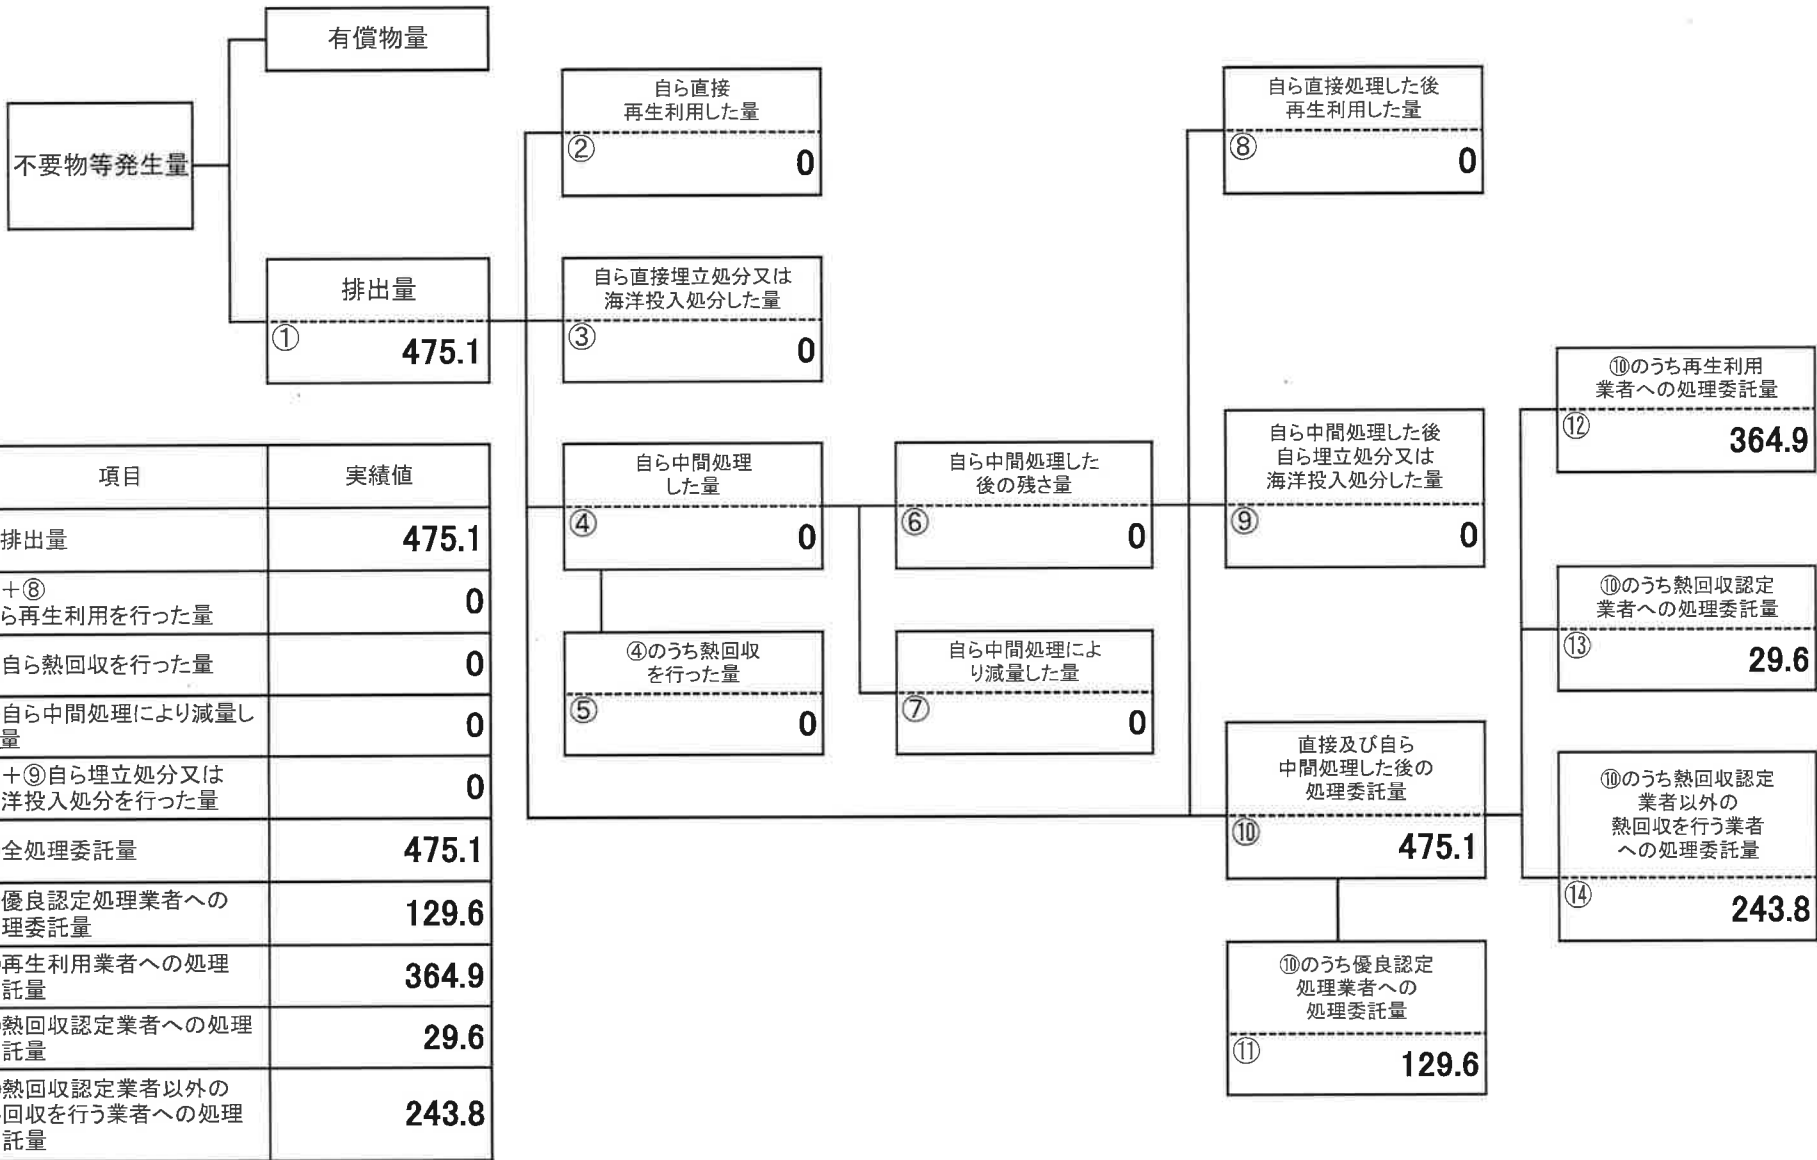 有償物量
不要物等発生量
排出量
①
475.1
自ら直接
再生利用した量
②
0
自ら直接埋立処分又は
海洋投入処分した量
③
0
自ら中間処理
した量
④
0
④のうち熱回収
を行った量
⑤
0
自ら中間処理した
後の残さ量
⑥
0
自ら中間処理によ
り減量した量
⑦
0
自ら直接処理した後
再生利用した量
⑧
0
自ら中間処理した後
自ら埋立処分又は
海洋投入処分した量
⑨
0
直接及び自ら
中間処理した後の
処理委託量
⑩
475.1
⑩のうち優良認定
処理業者への
処理委託量
⑪
129.6
⑩のうち再生利用
業者への処理委託量
⑫
364.9
⑩のうち熱回収認定
業者への処理委託量
⑬
29.6
⑩のうち熱回収認定
業者以外の
熱回収を行う業者
への処理委託量
⑭
243.8
項目 実績値
排出量 475.1
+⑧
ら再生利用を行った量 0
自ら熱回収を行った量 0
自ら中間処理により減量し
量 0
+⑨自ら埋立処分又は
洋投入処分を行った量 0
全処理委託量 475.1
優良認定処理業者への
理委託量 129.6
再生利用業者への処理
託量 364.9
熱回収認定業者への処理
託量 29.6
熱回収認定業者以外の
回収を行う業者への処理
託量 243.8